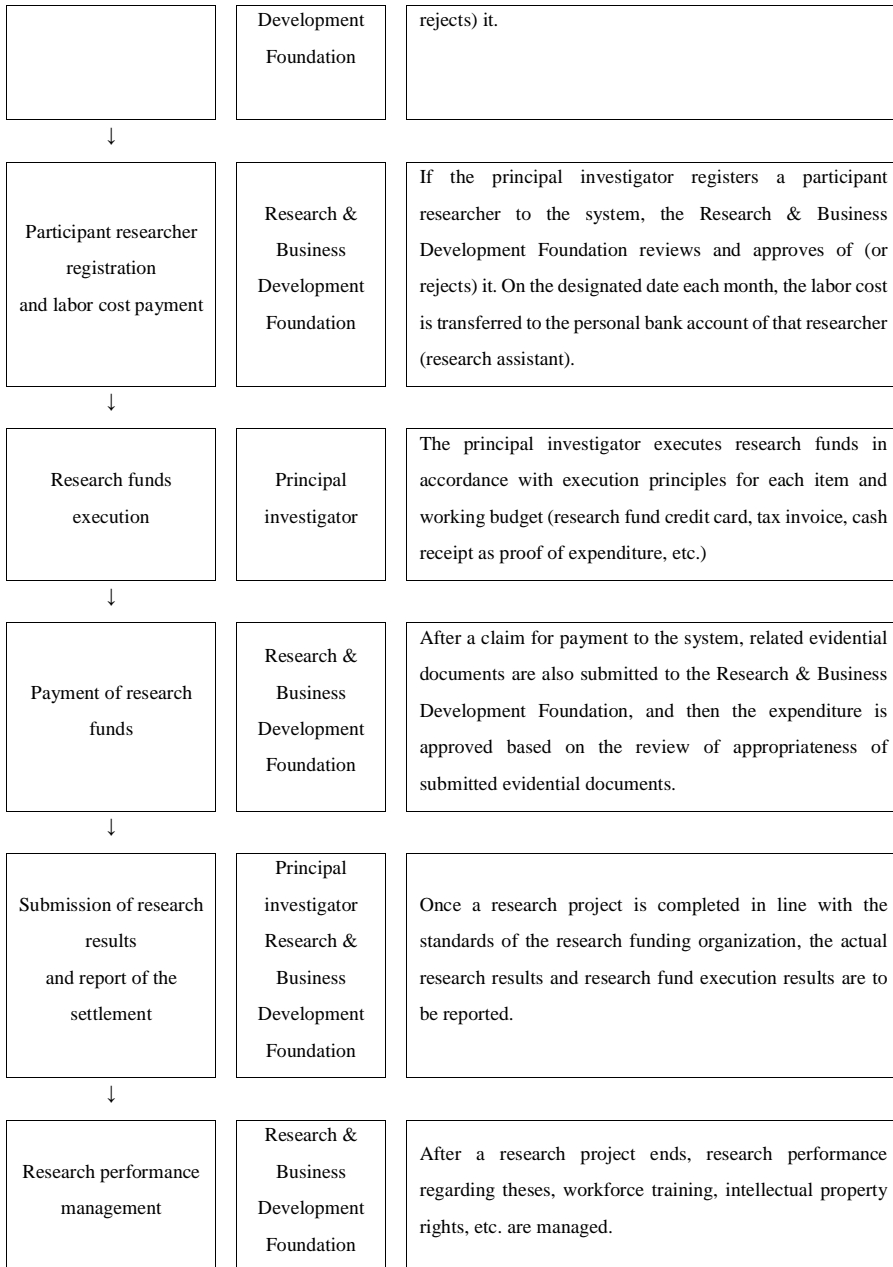 Development
Foundation
rejects) it.
↓
Participant researcher
registration
and labor cost payment
Research &
Business
Development
Foundation
If the principal investigator registers a participant
researcher to the system, the Research & Business
Development Foundation reviews and approves of (or
rejects) it. On the designated date each month, the labor cost
is transferred to the personal bank account of that researcher
(research assistant).
↓
Research funds
execution
Principal
investigator
The principal investigator executes research funds in
accordance with execution principles for each item and
working budget (research fund credit card, tax invoice, cash
receipt as proof of expenditure, etc.)
↓
Payment of research
funds
Research &
Business
Development
Foundation
After a claim for payment to the system, related evidential
documents are also submitted to the Research & Business
Development Foundation, and then the expenditure is
approved based on the review of appropriateness of
submitted evidential documents.
↓
Submission of research
results
and report of the
settlement
Principal
investigator
Research &
Business
Development
Foundation
Once a research project is completed in line with the
standards of the research funding organization, the actual
research results and research fund execution results are to
be reported.
↓
Research performance
management
Research &
Business
Development
Foundation
After a research project ends, research performance
regarding theses, workforce training, intellectual property
rights, etc. are managed.